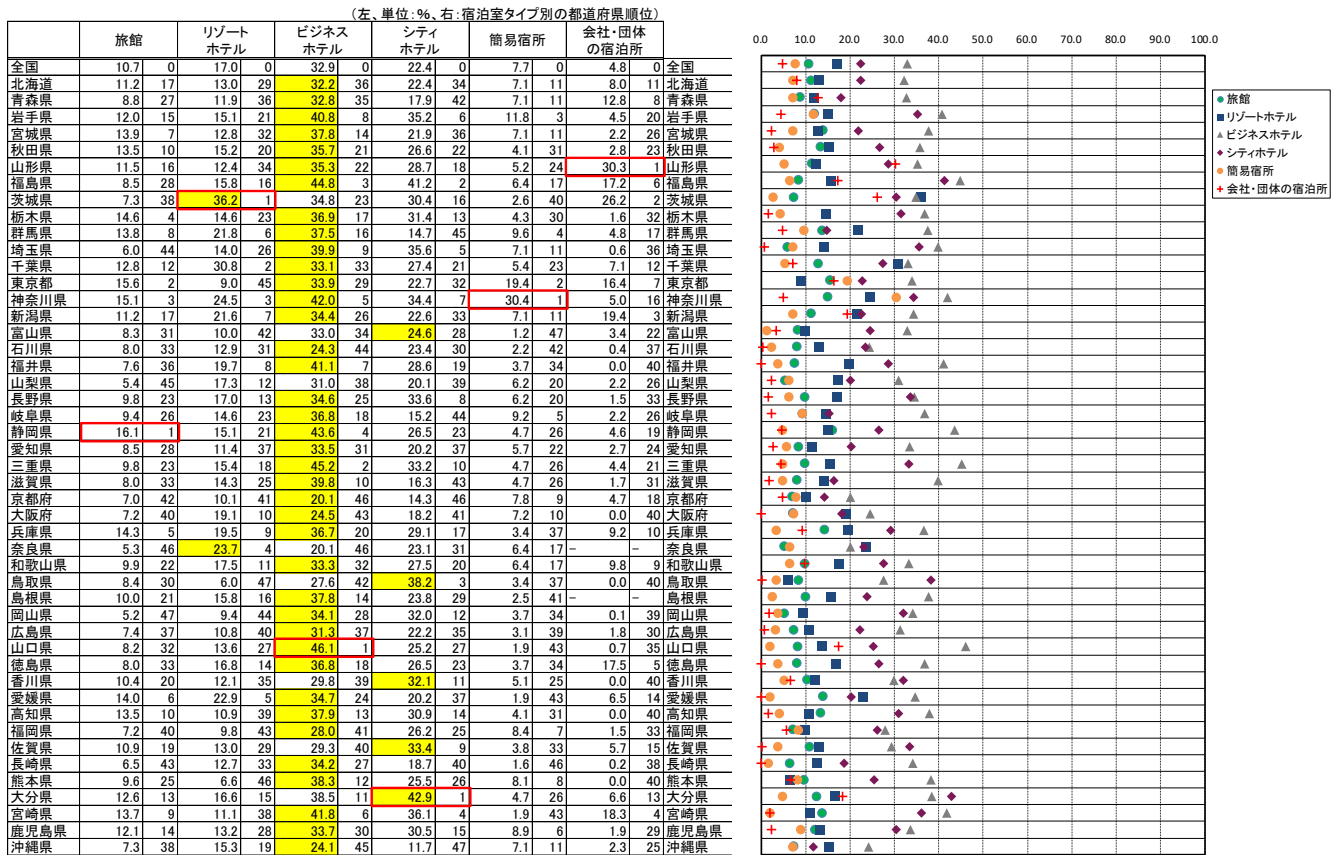 (左、単位:%、右:宿泊室タイプ別の都道府県順位)
旅館 リゾートホテル ビジネスホテル シティホテル 簡易宿所 会社・団体の宿泊所
0.0 10.0 20.0 30.0 40.0 50.0 60.0 70.0 80.0 90.0 100.0
全国 10.7 0 17.0 0 32.9 0 22.4 0 7.7 0 4.8 0 全国
北海道 11.2 17 13.0 29 32.2 36 22.4 34 7.1 11 8.0 11 北海道
青森県 8.8 27 11.9 36 32.8 35 17.9 42 7.1 11 12.8 8 青森県
岩手県 12.0 15 15.1 21 40.8 8 35.2 6 11.8 3 4.5 20 岩手県
宮城県 13.9 7 12.8 32 37.8 14 21.9 36 7.1 11 2.2 26 宮城県
秋田県 13.5 10 15.2 20 35.7 21 26.6 22 4.1 31 2.8 23 秋田県
山形県 11.5 16 12.4 34 35.3 22 28.7 18 5.2 24 30.3 1 山形県
福島県 8.5 28 15.8 16 44.8 3 41.2 2 6.4 17 17.2 6 福島県
茨城県 7.3 38 36.2 1 34.8 23 30.4 16 2.6 40 26.2 2 茨城県
栃木県 14.6 4 14.6 23 36.9 17 31.4 13 4.3 30 1.6 32 栃木県
群馬県 13.8 8 21.8 6 37.5 16 14.7 45 9.6 4 4.8 17 群馬県
埼玉県 6.0 44 14.0 26 39.9 9 35.6 5 7.1 11 0.6 36 埼玉県
千葉県 12.8 12 30.8 2 33.1 33 27.4 21 5.4 23 7.1 12 千葉県
東京都 15.6 2 9.0 45 33.9 29 22.7 32 19.4 2 16.4 7 東京都
神奈川県 15.1 3 24.5 3 42.0 5 34.4 7 30.4 1 5.0 16 神奈川県
新潟県 11.2 17 21.6 7 34.4 26 22.6 33 7.1 11 19.4 3 新潟県
富山県 8.3 31 10.0 42 33.0 34 24.6 28 1.2 47 3.4 22 富山県
石川県 8.0 33 12.9 31 24.3 44 23.4 30 2.2 42 0.4 37 石川県
福井県 7.6 36 19.7 8 41.1 7 28.6 19 3.7 34 0.0 40 福井県
山梨県 5.4 45 17.3 12 31.0 38 20.1 39 6.2 20 2.2 26 山梨県
長野県 9.8 23 17.0 13 34.6 25 33.6 8 6.2 20 1.5 33 長野県
岐阜県 9.4 26 14.6 23 36.8 18 15.2 44 9.2 5 2.2 26 岐阜県
静岡県 16.1 1 15.1 21 43.6 4 26.5 23 4.7 26 4.6 19 静岡県
愛知県 8.5 28 11.4 37 33.5 31 20.2 37 5.7 22 2.7 24 愛知県
三重県 9.8 23 15.4 18 45.2 2 33.2 10 4.7 26 4.4 21 三重県
滋賀県 8.0 33 14.3 25 39.8 10 16.3 43 4.7 26 1.7 31 滋賀県
京都府 7.0 42 10.1 41 20.1 46 14.3 46 7.8 9 4.7 18 京都府
大阪府 7.2 40 19.1 10 24.5 43 18.2 41 7.2 10 0.0 40 大阪府
兵庫県 14.3 5 19.5 9 36.7 20 29.1 17 3.4 37 9.2 10 兵庫県
奈良県 5.3 46 23.7 4 20.1 46 23.1 31 6.4 17 - - 奈良県
和歌山県 9.9 22 17.5 11 33.3 32 27.5 20 6.4 17 9.8 9 和歌山県
鳥取県 8.4 30 6.0 47 27.6 42 38.2 3 3.4 37 0.0 40 鳥取県
島根県 10.0 21 15.8 16 37.8 14 23.8 29 2.5 41 - - 島根県
岡山県 5.2 47 9.4 44 34.1 28 32.0 12 3.7 34 0.1 39 岡山県
広島県 7.4 37 10.8 40 31.3 37 22.2 35 3.1 39 1.8 30 広島県
山口県 8.2 32 13.6 27 46.1 1 25.2 27 1.9 43 0.7 35 山口県
徳島県 8.0 33 16.8 14 36.8 18 26.5 23 3.7 34 17.5 5 徳島県
香川県 10.4 20 12.1 35 29.8 39 32.1 11 5.1 25 0.0 40 香川県
愛媛県 14.0 6 22.9 5 34.7 24 20.2 37 1.9 43 6.5 14 愛媛県
高知県 13.5 10 10.9 39 37.9 13 30.9 14 4.1 31 0.0 40 高知県
福岡県 7.2 40 9.8 43 28.0 41 26.2 25 8.4 7 1.5 33 福岡県
佐賀県 10.9 19 13.0 29 29.3 40 33.4 9 3.8 33 5.7 15 佐賀県
長崎県 6.5 43 12.7 33 34.2 27 18.7 40 1.6 46 0.2 38 長崎県
熊本県 9.6 25 6.6 46 38.3 12 25.5 26 8.1 8 0.0 40 熊本県
大分県 12.6 13 16.6 15 38.5 11 42.9 1 4.7 26 6.6 13 大分県
宮崎県 13.7 9 11.1 38 41.8 6 36.1 4 1.9 43 18.3 4 宮崎県
鹿児島県 12.1 14 13.2 28 33.7 30 30.5 15 8.9 6 1.9 29 鹿児島県
沖縄県 7.3 38 15.3 19 24.1 45 11.7 47 7.1 11 2.3 25 沖縄県
旅館
リゾートホテル
ビジネスホテル
シティホテル
簡易宿所
会社・団体の宿泊所